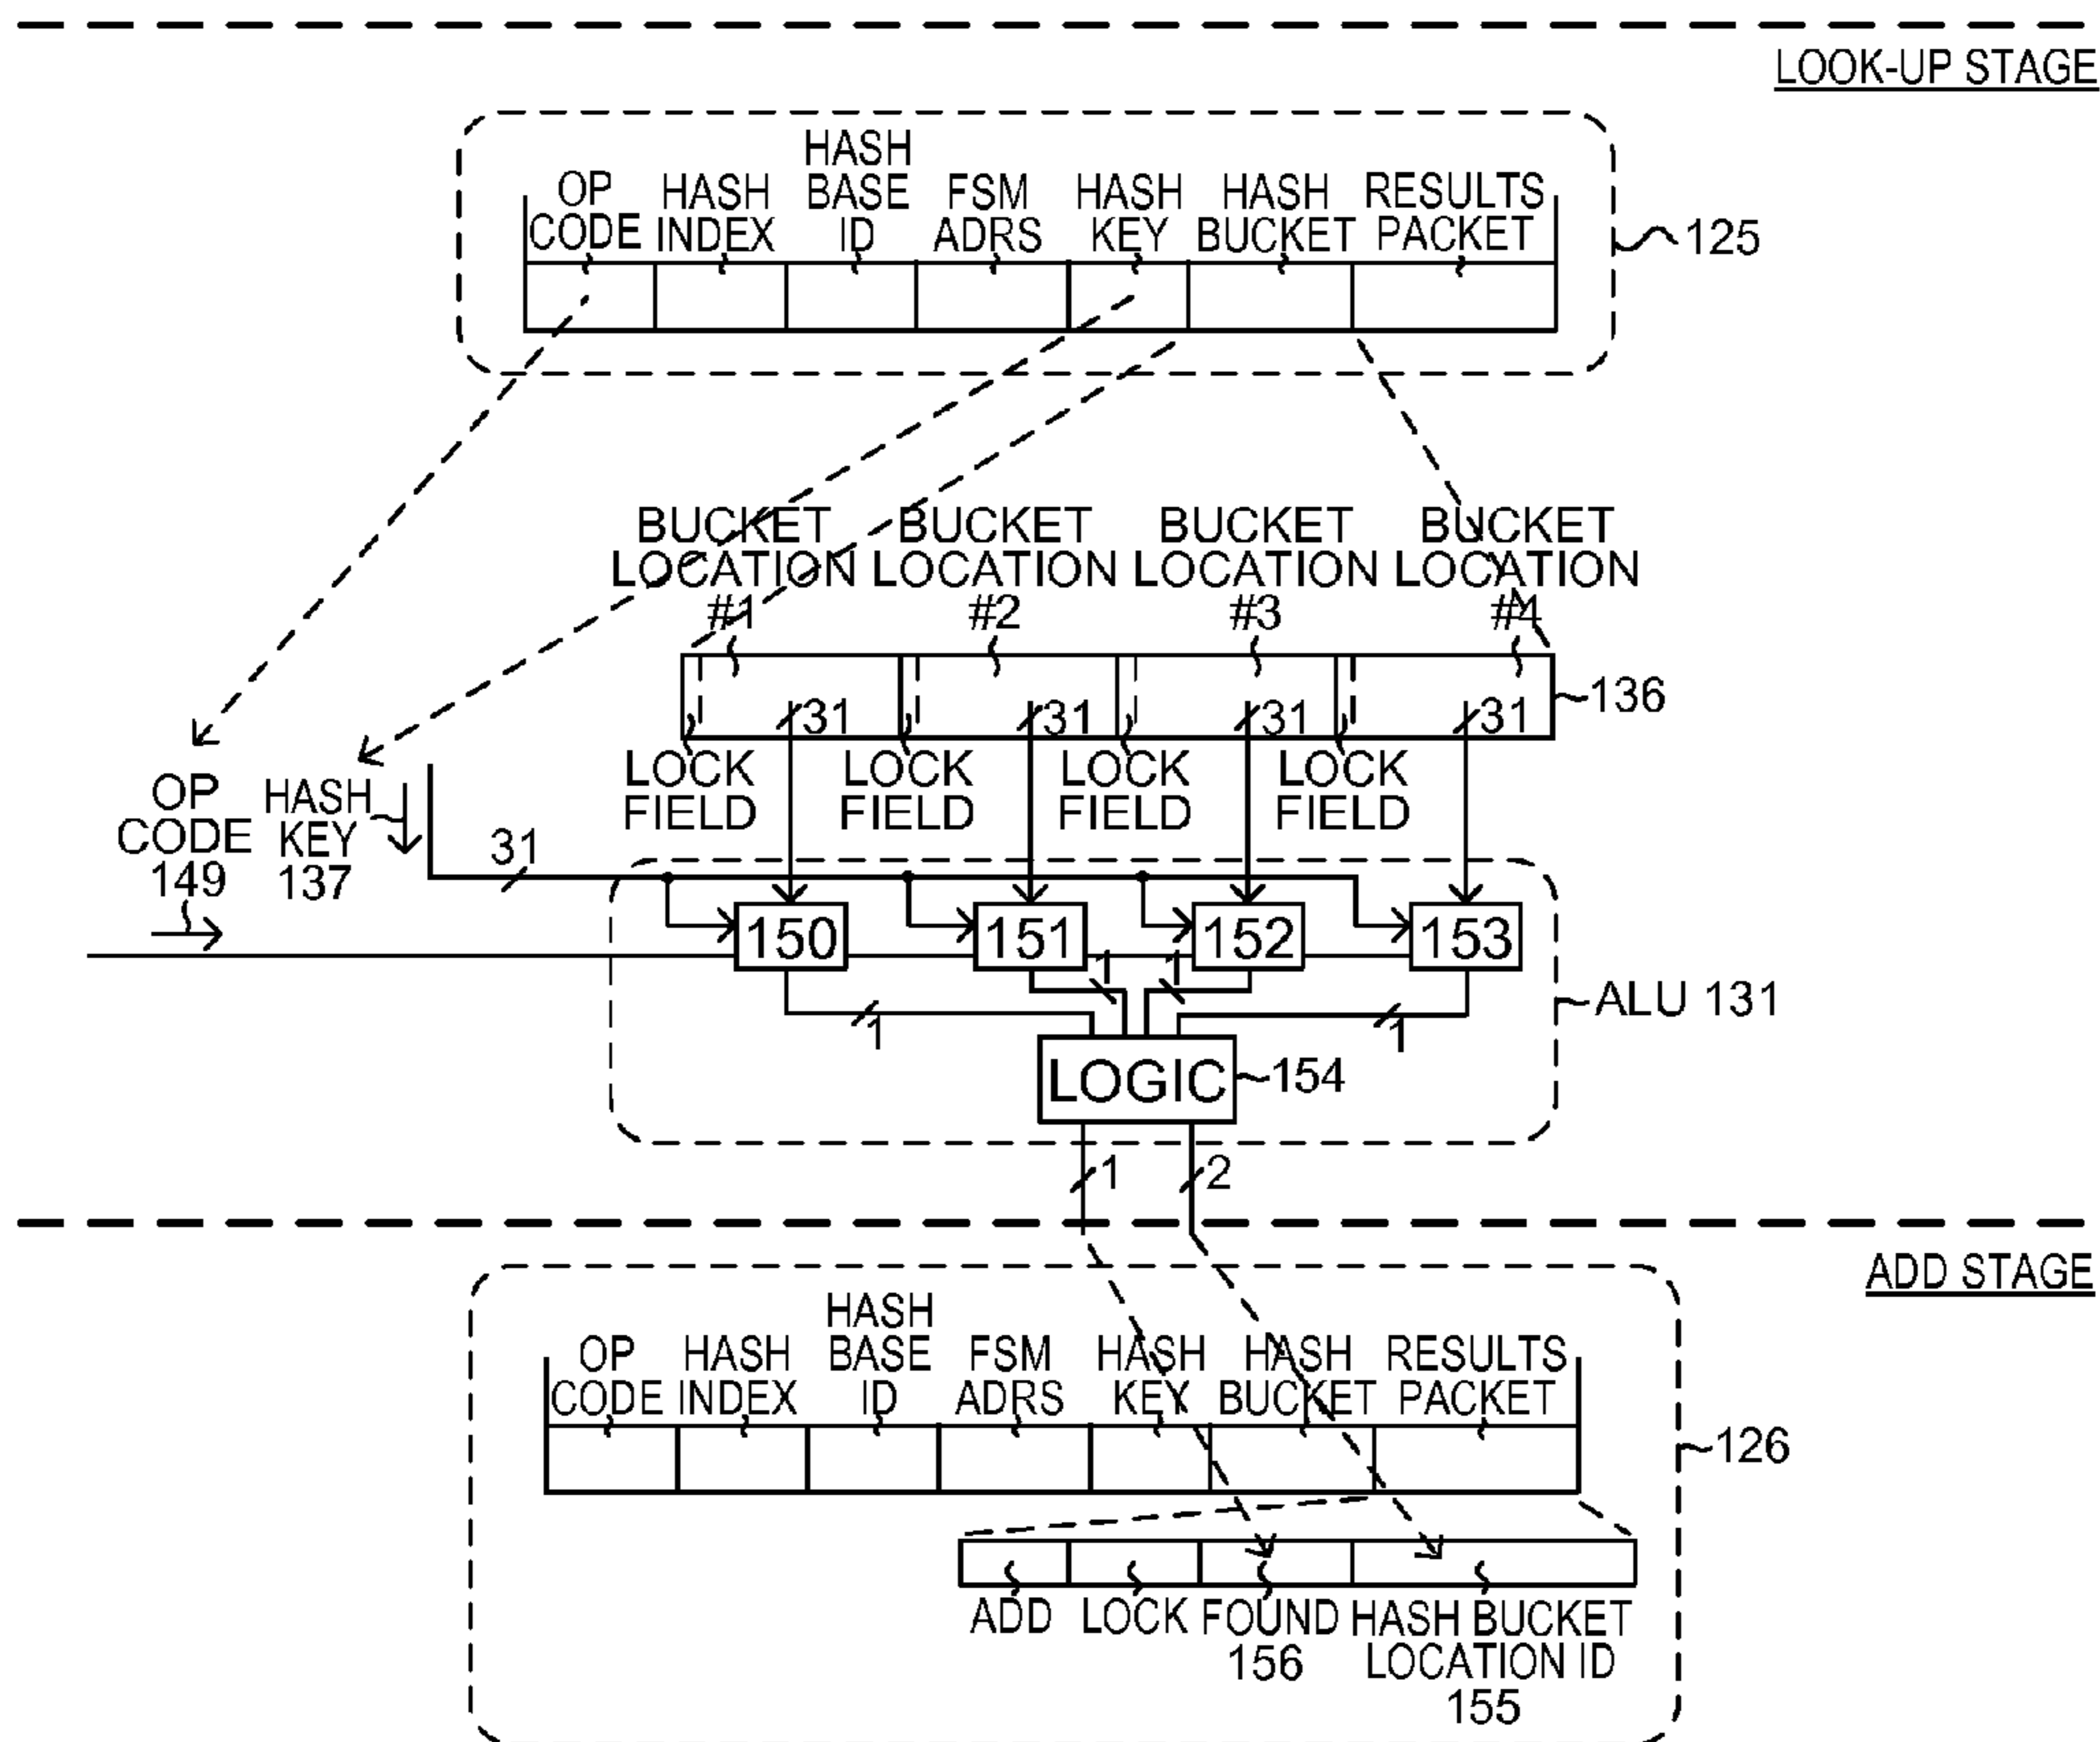 LOOK-UP STAGE
OP CODE
HASH INDEX
HASH BASE ID
FSM ADRS
HASH KEY
HASH BUCKET
RESULTS PACKET
125
BUCKET LOCATION #1
BUCKET LOCATION #2
BUCKET LOCATION #3
BUCKET LOCATION #4
31
31
31
31
136
LOCK FIELD
LOCK FIELD
LOCK FIELD
LOCK FIELD
OP CODE 149
HASH KEY 137
31
150
151
152
153
1
1
1
1
ALU 131
LOGIC
154
1
2
ADD STAGE
OP CODE
HASH INDEX
HASH BASE ID
FSM ADRS
HASH KEY
HASH BUCKET
RESULTS PACKET
126
ADD
LOCK
FOUND 156
HASH BUCKET LOCATION ID 155